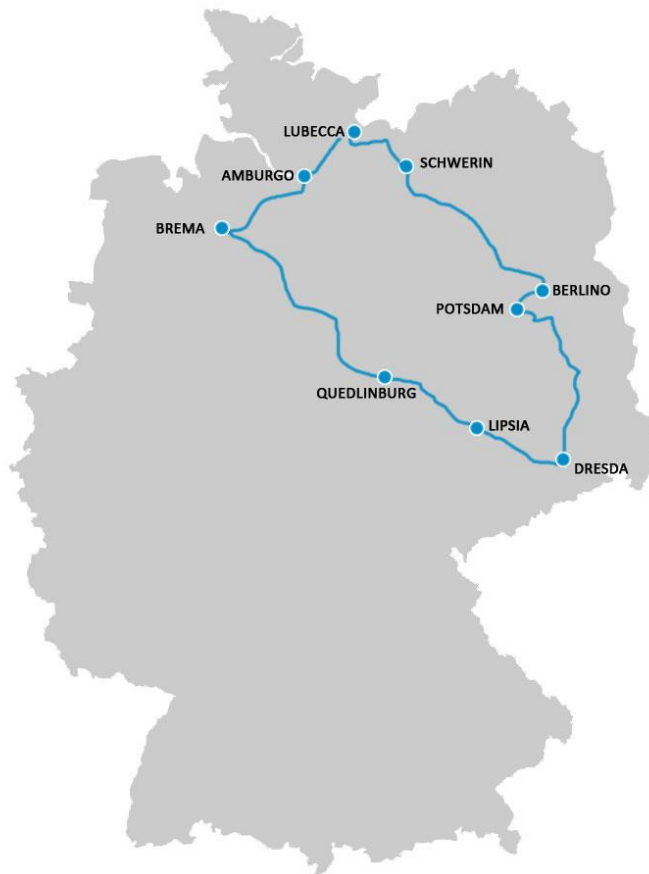 LUBECCA
SCHWERIN
AMBURGO
BREMA
BERLINO
POTSDAM
QUEDLINBURG
LIPSIA
DRESDA